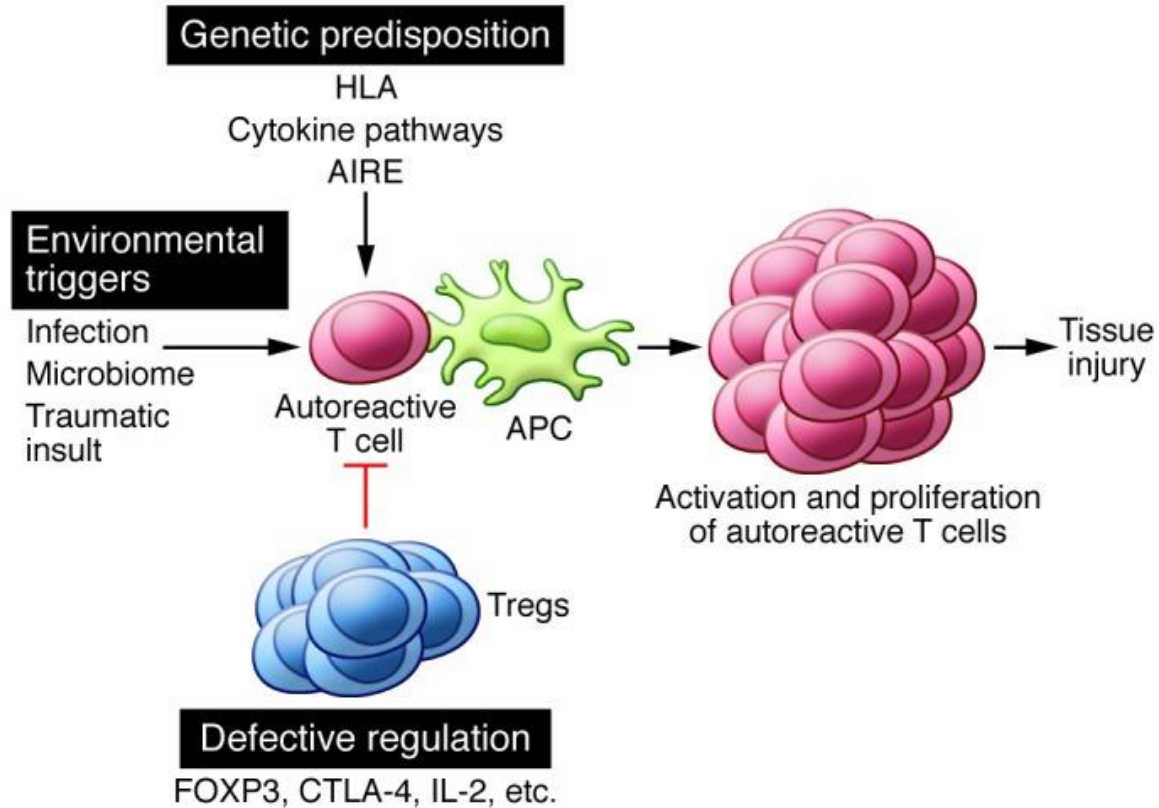 Genetic predisposition
HLA
Cytokine pathways
AIRE
Environmental
triggers
Infection
Microbiome
Traumatic
insult
Autoreactive
T cell
APC
Activation and proliferation
of autoreactive T cells
Tissue
injury
Tregs
Defective regulation
FOXP3, CTLA-4, IL-2, etc.